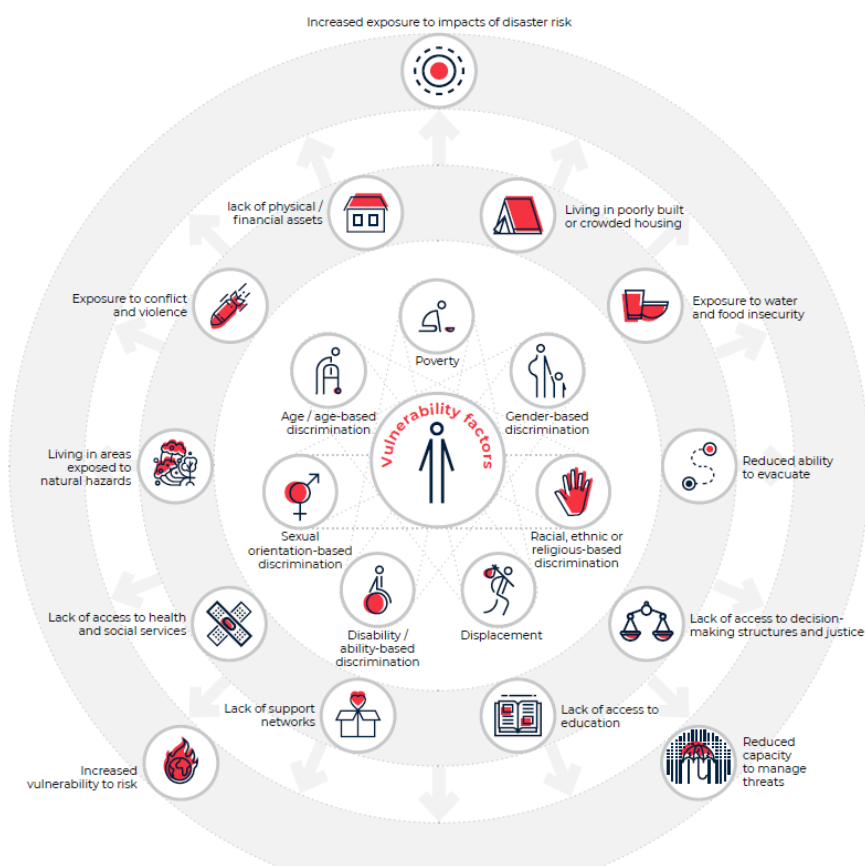 Increased exposure to impacts of disaster risk
lack of physical /
financial assets
Living in poorly built
or crowded housing
Exposure to conflict
and violence
Exposure to water
and food insecurity
Poverty
Age / age-based
discrimination
Gender-based
discrimination
Vulnerability factors
Living in areas
exposed to
natural hazards
Reduced ability
to evacuate
Sexual
orientation-based
discrimination
Racial, ethnic or
religious-based
discrimination
Lack of access to health
and social services
Disability /
ability-based
discrimination
Displacement
Lack of access to decision-
making structures and justice
Lack of support
networks
Lack of access to
education
Increased
vulnerability to risk
Reduced
capacity
to manage
threats